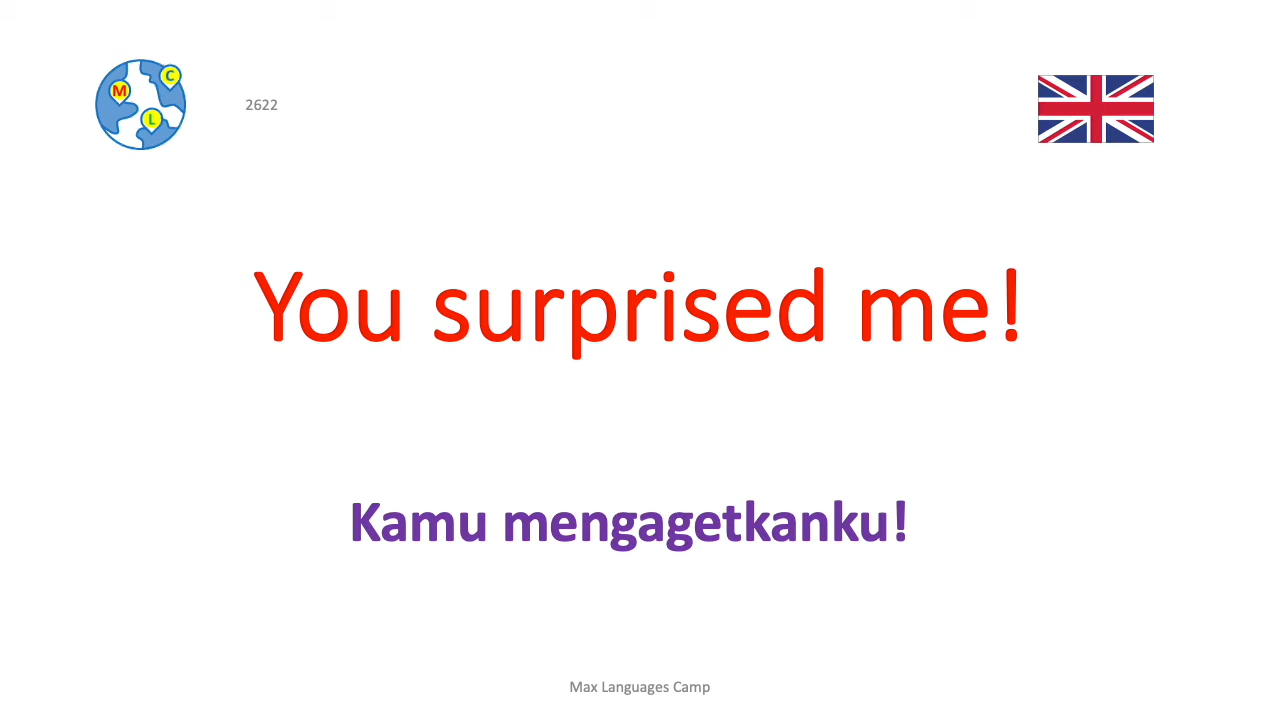 M
C
L
2622
You surprised me!
Kamu mengagetkanku!
Max Languages Camp